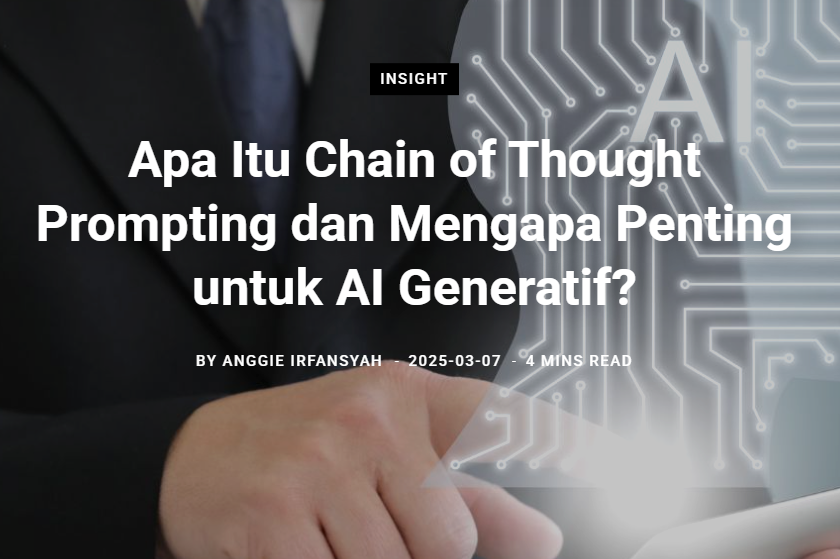 AI
INSIGHT
Apa Itu Chain of Thought
Prompting dan Mengapa Penting
untuk AI Generatif?
BY ANGGIE IRFANSYAH - 2025-03-07 - 4 MINS READ